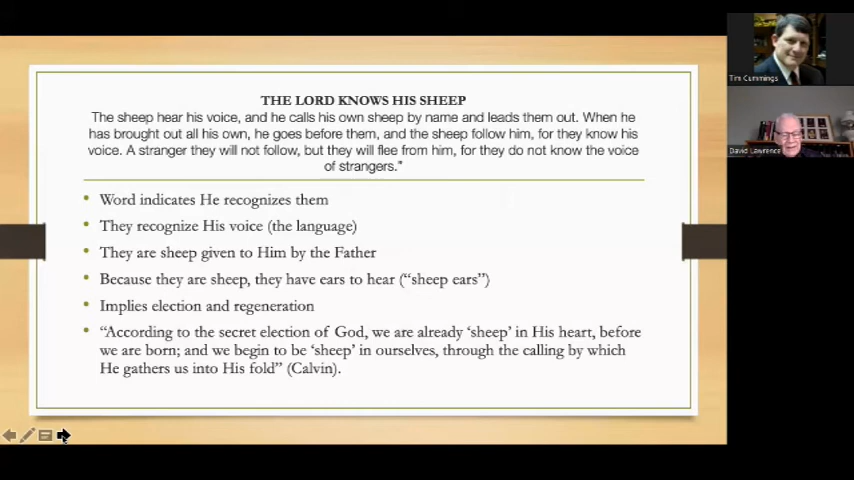 THE LORD KNOWS HIS SHEEP
The sheep hear his voice, and he calls his own sheep by name and leads them out. When he
has brought out all his own, he goes before them, and the sheep follow him, for they know his
voice. A stranger they will not follow, but they will flee from him, for they do not know the voice
of strangers."
• Word indicates He recognizes them
• They recognize His voice (the language)
• They are sheep given to Him by the Father
• Because they are sheep, they have ears to hear (“sheep ears”)
• Implies election and regeneration
• “According to the secret election of God, we are already ‘sheep’ in His heart, before
we are born; and we begin to be ‘sheep’ in ourselves, through the calling by which
He gathers us into His fold” (Calvin).
Tim Cummings
David Lawrence